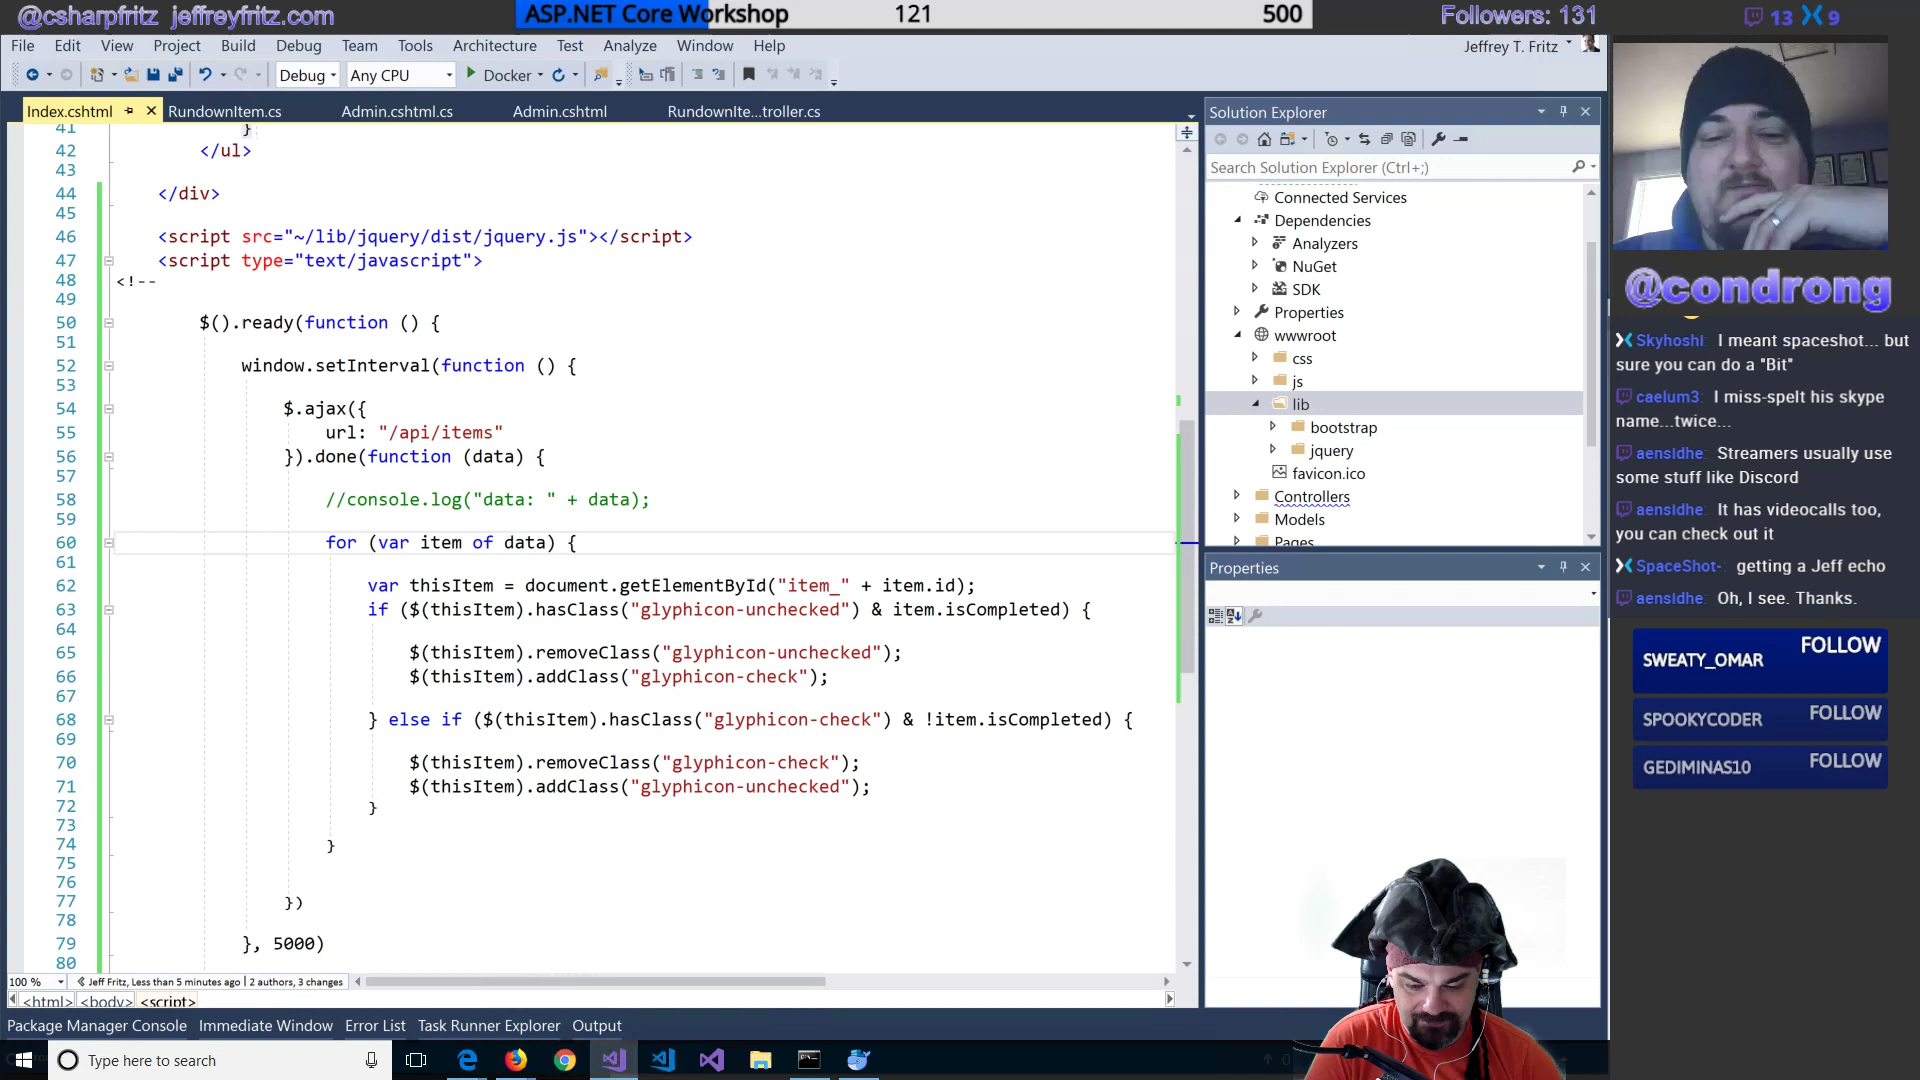 @csharpfritz jeffreyfritz.com
ASP.NET Core Workshop 121 500
Followers: 131
13 9
File Edit View Project Build Debug Team Tools Architecture Test Analyze Window Help
Jeffrey T. Fritz
Debug Any CPU Docker
Index.cshtml RundownItem.cs Admin.cshtml.cs Admin.cshtml RundownIte...troller.cs
41 }
42 </ul>
43
44 </div>
45
46 <script src="~/lib/jquery/dist/jquery.js"></script>
47 <script type="text/javascript">
48 <!--
49
50 $().ready(function () {
51
52 window.setInterval(function () {
53
54 $.ajax({
55 url: "/api/items"
56 }).done(function (data) {
57
58 //console.log("data: " + data);
59
60 for (var item of data) {
61
62 var thisItem = document.getElementById("item_" + item.id);
63 if ($(thisItem).hasClass("glyphicon-unchecked") & item.isCompleted) {
64
65 $(thisItem).removeClass("glyphicon-unchecked");
66 $(thisItem).addClass("glyphicon-check");
67
68 } else if ($(thisItem).hasClass("glyphicon-check") & !item.isCompleted) {
69
70 $(thisItem).removeClass("glyphicon-check");
71 $(thisItem).addClass("glyphicon-unchecked");
72 }
73
74 }
75
76
77 })
78
79 }, 5000)
80
100 % Jeff Fritz, Less than 5 minutes ago | 2 authors, 3 changes
<html> <body> <script>
Package Manager Console Immediate Window Error List Task Runner Explorer Output
Type here to search
Solution Explorer
Search Solution Explorer (Ctrl+;)
Connected Services
Dependencies
Analyzers
NuGet
SDK
Properties
wwwroot
css
js
lib
bootstrap
jquery
favicon.ico
Controllers
Models
Pages
Properties
@condrong
Skyhoshi: I meant spaceshot... but
sure you can do a "Bit"
caelum3: I miss-spelt his skype
name...twice...
aensidhe: Streamers usually use
some stuff like Discord
aensidhe: It has videocalls too,
you can check out it
SpaceShot-: getting a Jeff echo
aensidhe: Oh, I see. Thanks.
SWEATY_OMAR FOLLOW
SPOOKYCODER FOLLOW
GEDIMINAS10 FOLLOW